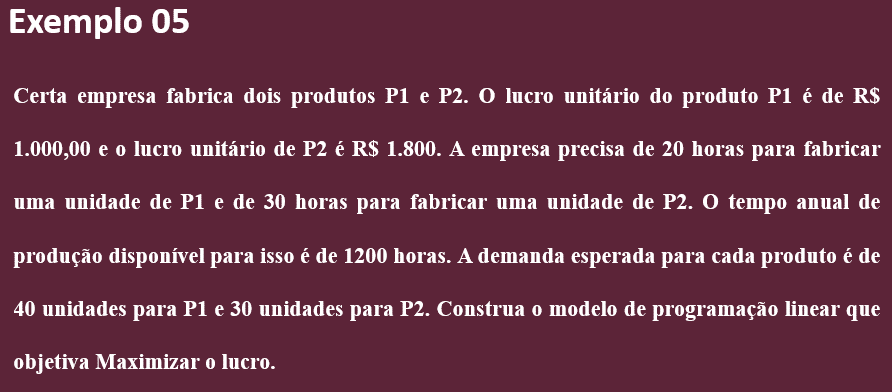 Exemplo 05
Certa empresa fabrica dois produtos P1 e P2. O lucro unitário do produto P1 é de R$
1.000,00 e o lucro unitário de P2 é R$ 1.800. A empresa precisa de 20 horas para fabricar
uma unidade de P1 e de 30 horas para fabricar uma unidade de P2. O tempo anual de
produção disponível para isso é de 1200 horas. A demanda esperada para cada produto é de
40 unidades para P1 e 30 unidades para P2. Construa o modelo de programação linear que
objetiva Maximizar o lucro.